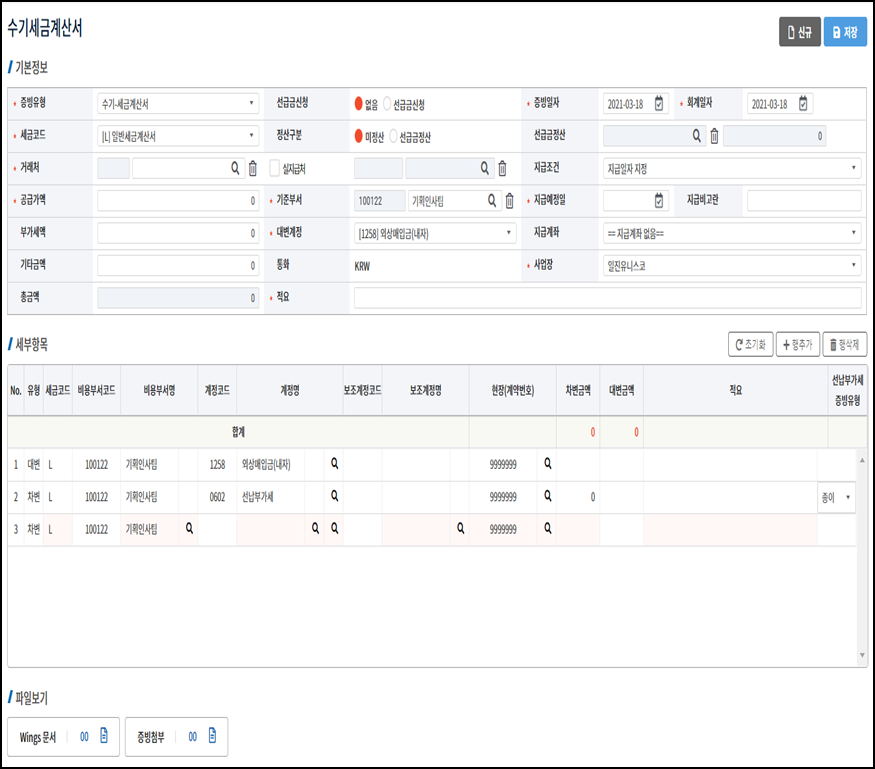 수기세금계산서
신규 저장
기본정보
* 증빙유형 수기-세금계산서 선급금신청 없음 선급금신청 * 증빙일자 2021-03-18 * 회계일자 2021-03-18
* 세금코드 [L] 일반세금계산서 정산구분 미정산 선급금정산 선급금정산 0
* 거래처 실지급처 지급조건 지급일자 지정
* 공급가액 0 * 기준부서 100122 기획인사팀 * 지급예정일 지급비고란
부가세액 0 * 대변계정 [1258] 외상매입금(내자) 지급계좌 == 지급계좌 없음==
기타금액 0 통화 KRW * 사업장 일진유니스코
총금액 0 * 적요
세부항목
초기화 행추가 행삭제
No. 유형 세금코드 비용부서코드 비용부서명 계정코드 계정명 보조계정코드 보조계정명 현장(계약번호) 차변금액 대변금액 적요 선납부가세
증빙유형
합계 0 0
1 대변 L 100122 기획인사팀 1258 외상매입금(내자) 9999999
2 차변 L 100122 기획인사팀 0602 선납부가세 9999999 0 종이
3 차변 L 100122 기획인사팀 9999999
파일보기
Wings 문서 00 증빙첨부 00